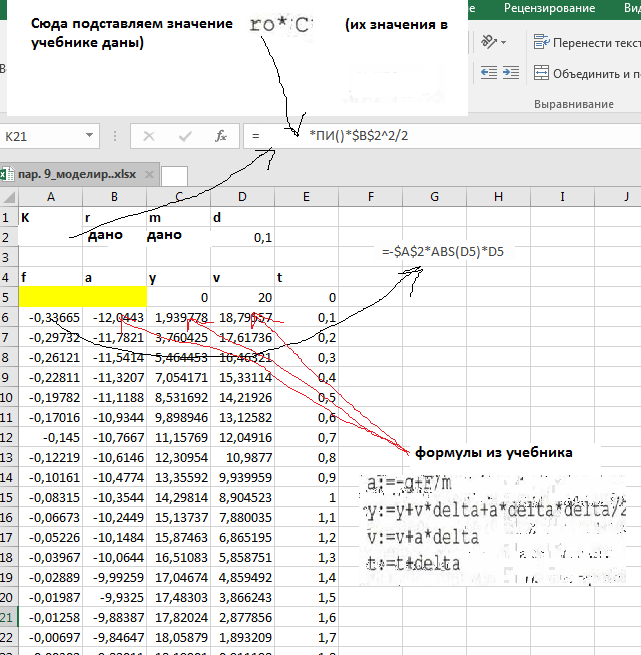 Сюда подставляем значение ro*C (их значения в
учебнике даны)
е Рецензирование Вид
Перенести текс
Объединить и п
Выравнивание
K21 fx = *ПИ()*$B$2^2/2
пар. 9_моделир..xlsx
A B C D E F G H I J
1 K r m d
2 дано дано 0,1
3 =-$A$2*ABS(D5)*D5
4 f a y v t
5 0 20 0
6 -0,33665 -12,0443 1,939778 18,79557 0,1
7 -0,29732 -11,7821 3,760425 17,61736 0,2
8 -0,26121 -11,5414 5,464453 16,46321 0,3
9 -0,22811 -11,3207 7,054171 15,33114 0,4
10 -0,19782 -11,1188 8,531692 14,21926 0,5
11 -0,17016 -10,9344 9,898946 13,12582 0,6
12 -0,145 -10,7667 11,15769 12,04916 0,7
13 -0,12219 -10,6146 12,30954 10,9877 0,8
14 -0,10161 -10,4774 13,35592 9,939959 0,9
15 -0,08315 -10,3544 14,29814 8,904523 1
16 -0,06673 -10,2449 15,13737 7,880035 1,1
17 -0,05226 -10,1484 15,87463 6,865195 1,2
18 -0,03967 -10,0644 16,51083 5,858751 1,3
19 -0,02889 -9,99259 17,04674 4,859492 1,4
20 -0,01987 -9,9325 17,48303 3,866243 1,5
21 -0,01258 -9,88387 17,82024 2,877856 1,6
22 -0,00697 -9,84647 18,05879 1,893209 1,7
формулы из учебника
a:=-g+F/m
y:=y+v*delta+a*delta*delta/2
v:=v+a*delta
t:=t+delta